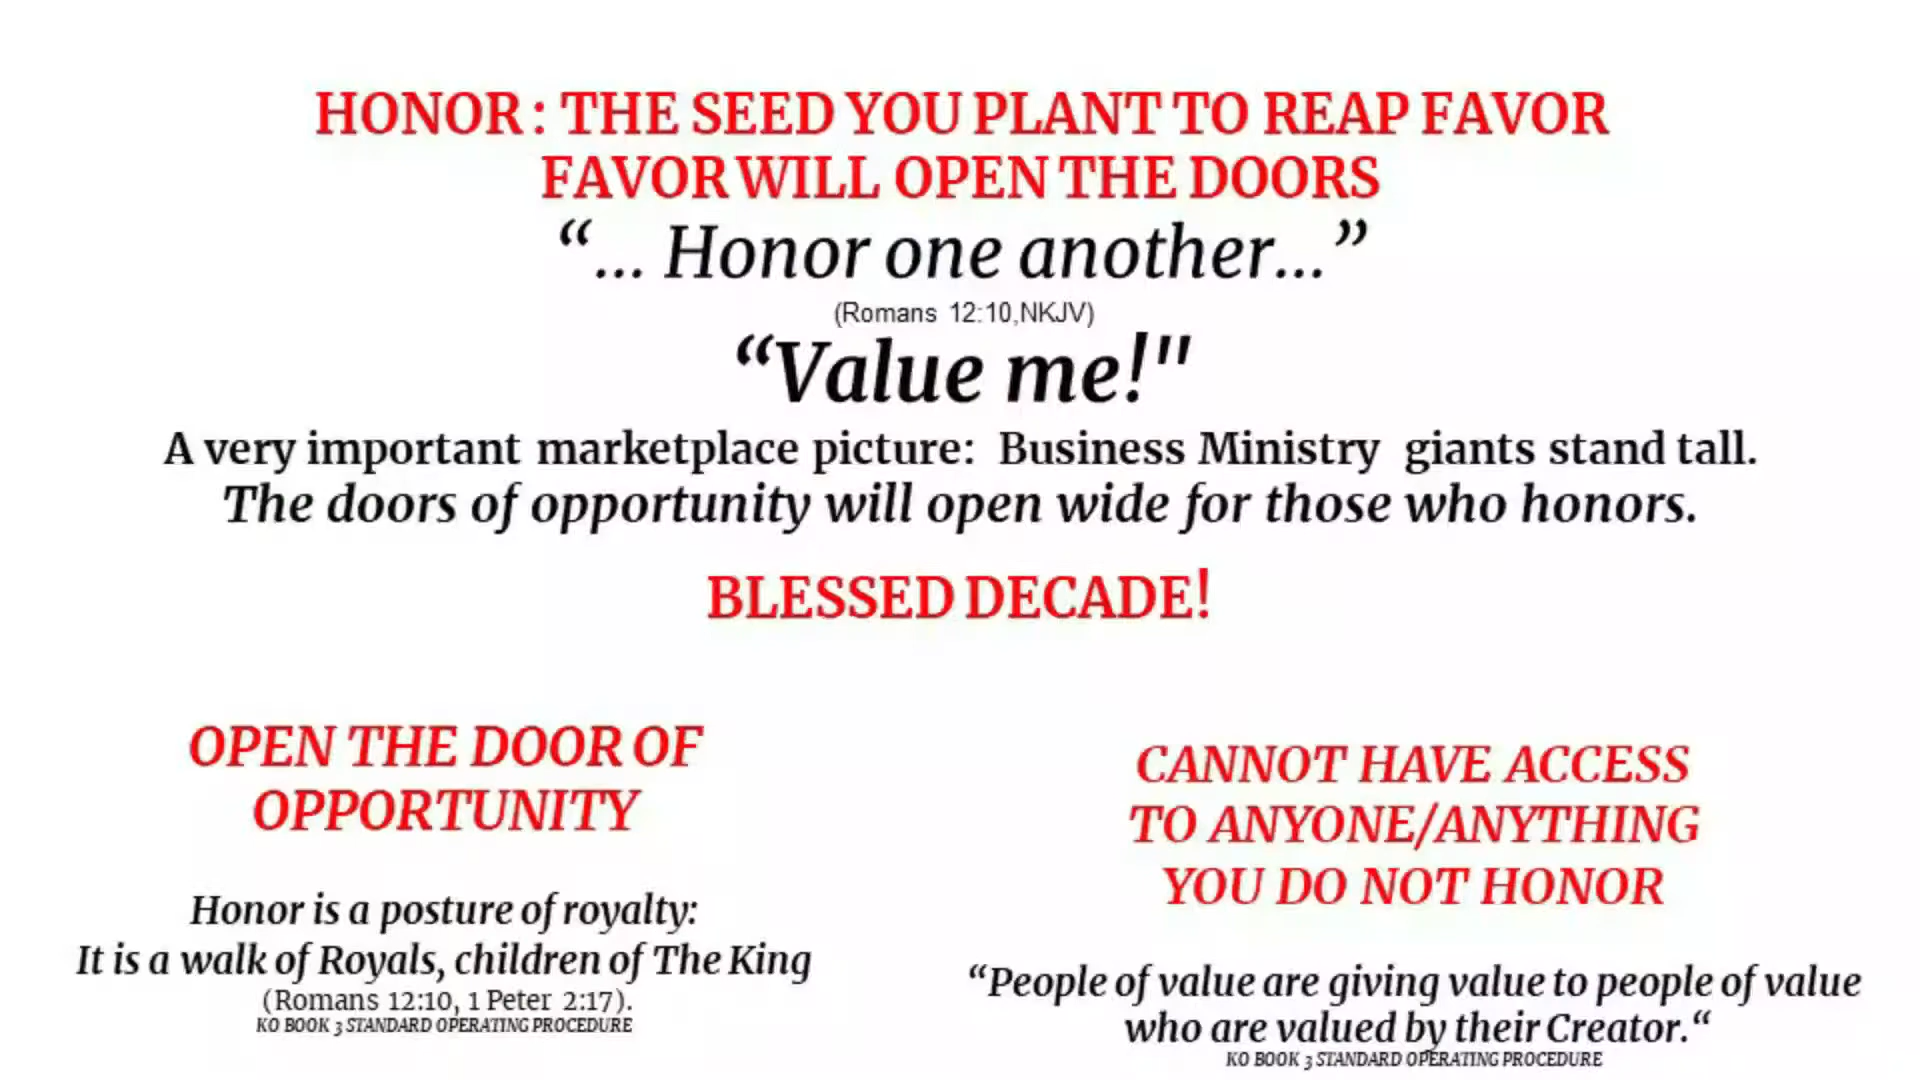 HONOR : THE SEED YOU PLANT TO REAP FAVOR
FAVOR WILL OPEN THE DOORS
“... Honor one another...”
(Romans 12:10,NKJV)
“Value me!"
A very important marketplace picture: Business Ministry giants stand tall.
The doors of opportunity will open wide for those who honors.
BLESSED DECADE!
OPEN THE DOOR OF
OPPORTUNITY
Honor is a posture of royalty:
It is a walk of Royals, children of The King
(Romans 12:10, 1 Peter 2:17).
KO BOOK 3 STANDARD OPERATING PROCEDURE
CANNOT HAVE ACCESS
TO ANYONE/ANYTHING
YOU DO NOT HONOR
“People of value are giving value to people of value
who are valued by their Creator.“
KO BOOK 3 STANDARD OPERATING PROCEDURE